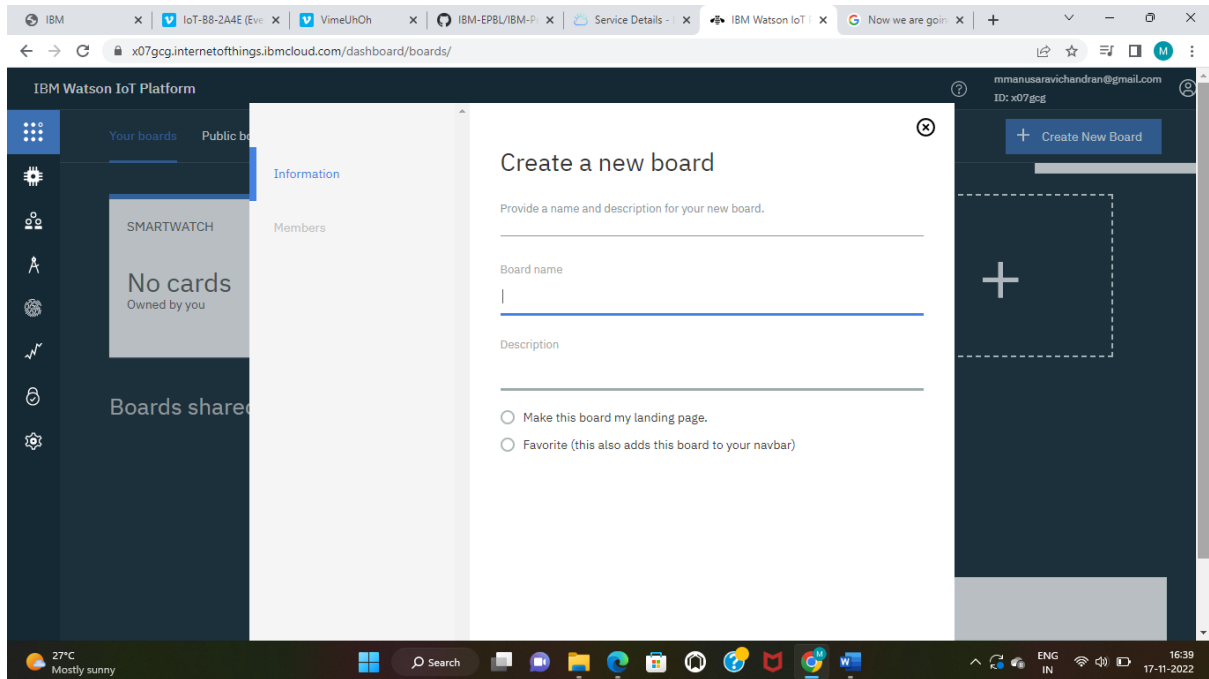 IBM
IoT-B8-2A4E (Eve
VimeUhOh
IBM-EPBL/IBM-P
Service Details -
IBM Watson IoT
Now we are goin
x07gcg.internetofthings.ibmcloud.com/dashboard/boards/
M
IBM Watson IoT Platform
mmanusaravichandran@gmail.com
ID: x07gcg
Your boards
Public bo
Create New Board
Information
Members
Create a new board
Provide a name and description for your new board.
SMARTWATCH
No cards
Owned by you
Board name
Description
Boards shared
Make this board my landing page.
Favorite (this also adds this board to your navbar)
27°C
Mostly sunny
Search
ENG
IN
16:39
17-11-2022